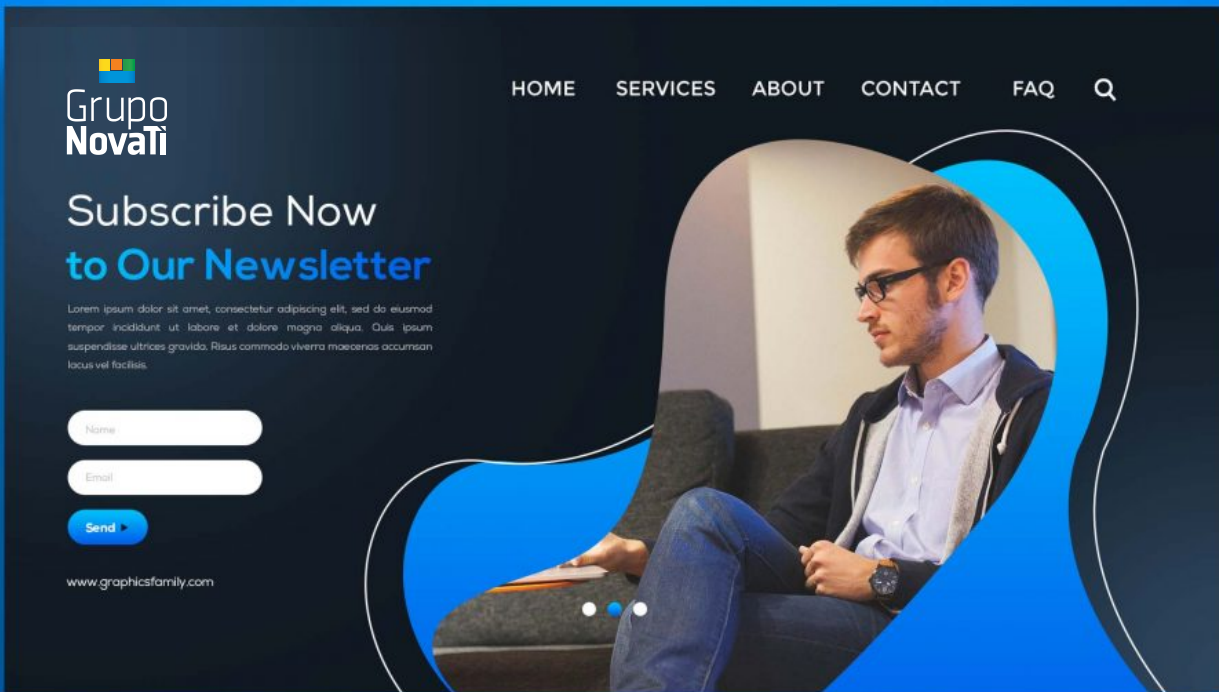 Grupo
NovaTì
HOME SERVICES ABOUT CONTACT FAQ
Subscribe Now
to Our Newsletter
Lorem ipsum dolor sit amet, consectetur adipiscing elit, sed do eiusmod
tempor incididunt ut labore et dolore magna aliqua. Quis ipsum
suspendisse ultrices gravida. Risus commodo viverra maecenas accumsan
lacus vel facilisis.
Name
Email
Send
www.graphicsfamily.com